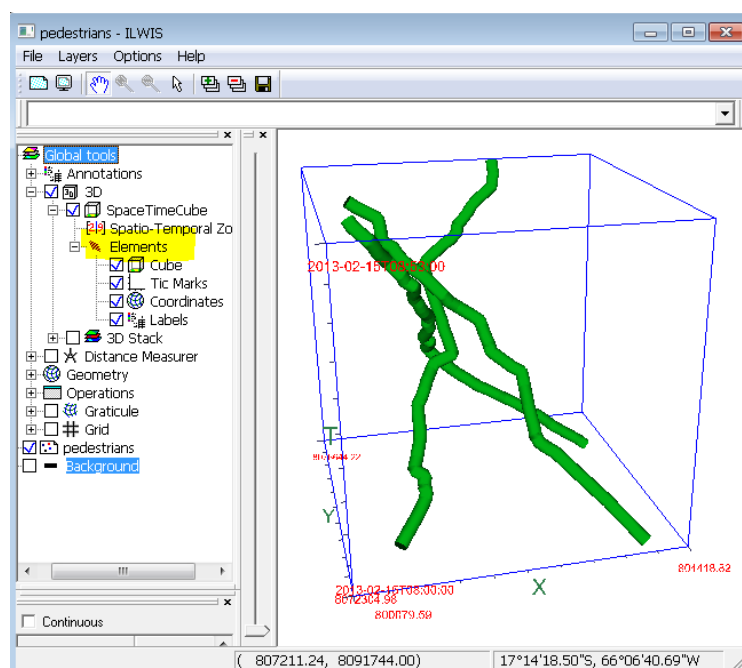 pedestrians - ILWIS
File Layers Options Help
Global tools
Annotations
3D
SpaceTimeCube
Spatio-Temporal Zo
Elements
Cube
Tic Marks
Coordinates
Labels
3D Stack
Distance Measurer
Geometry
Operations
Graticule
Grid
pedestrians
Background
Continuous
T
Y
X
800879.59
801418.32
( 807211.24, 8091744.00)
17°14'18.50"S, 66°06'40.69"W